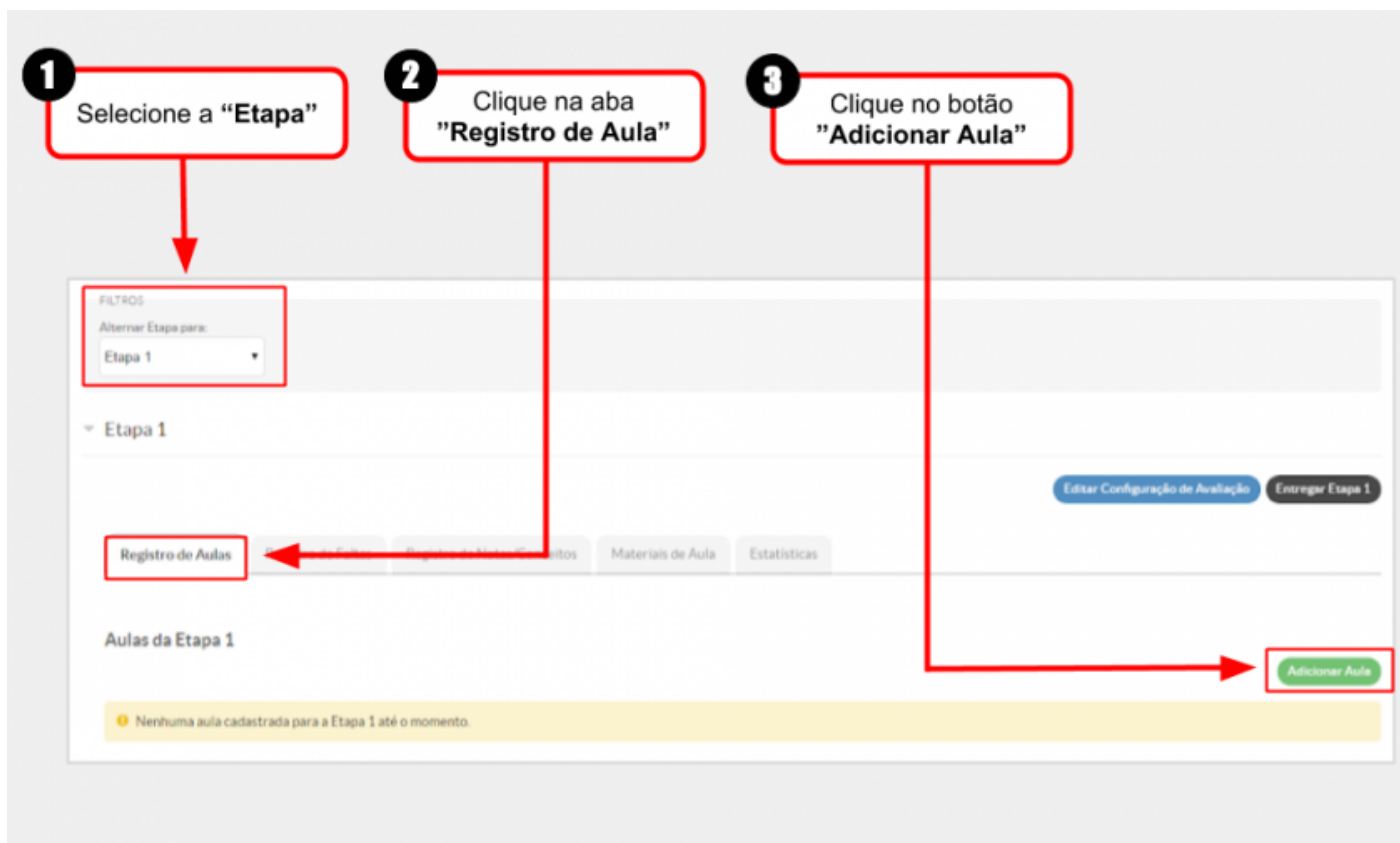 1
Selecione a “Etapa”
2
Clique na aba
”Registro de Aula”
3
Clique no botão
”Adicionar Aula”
FILTROS
Alternar Etapa para:
Etapa 1
Etapa 1
Editar Configuração de Avaliação
Entregar Etapa 1
Registro de Aulas
Materiais de Aula
Estatísticas
Aulas da Etapa 1
Adicionar Aula
Nenhuma aula cadastrada para a Etapa 1 até o momento.